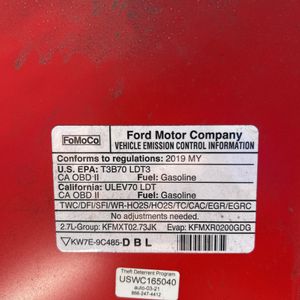 FoMoCo
Ford Motor Company
VEHICLE EMISSION CONTROL INFORMATION
Conforms to regulations: 2019 MY
U.S. EPA: T3B70 LDT3
CA OBD II Fuel: Gasoline
California: ULEV70 LDT
CA OBD II Fuel: Gasoline
TWC/DFI/SFI/WR-HO2S/HO2S/TC/CAC/EGR/EGRC
No adjustments needed.
2.7L-Group: KFMXT02.73JK Evap: KFMXR0200GDG
KW7E-9C485-DBL
Theft Deterrent Program
USWC165040
auto-03-21
866-247-4412